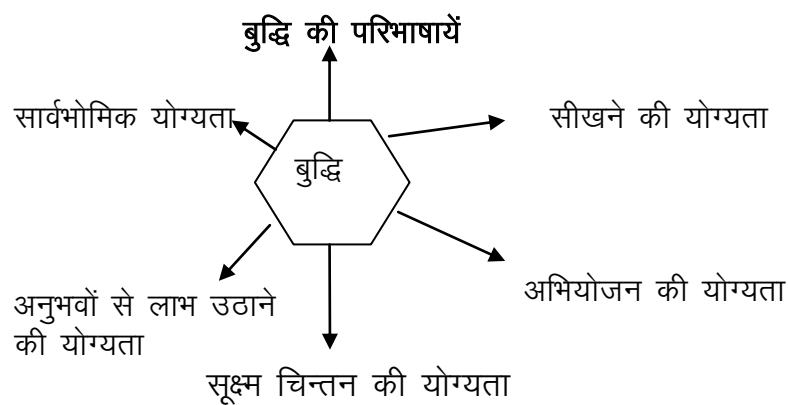 बुद्धि की परिभाषायें
सार्वभोमिक योग्यता
सीखने की योग्यता
बुद्धि
अभियोजन की योग्यता
अनुभवों से लाभ उठाने
की योग्यता
सूक्ष्म चिन्तन की योग्यता